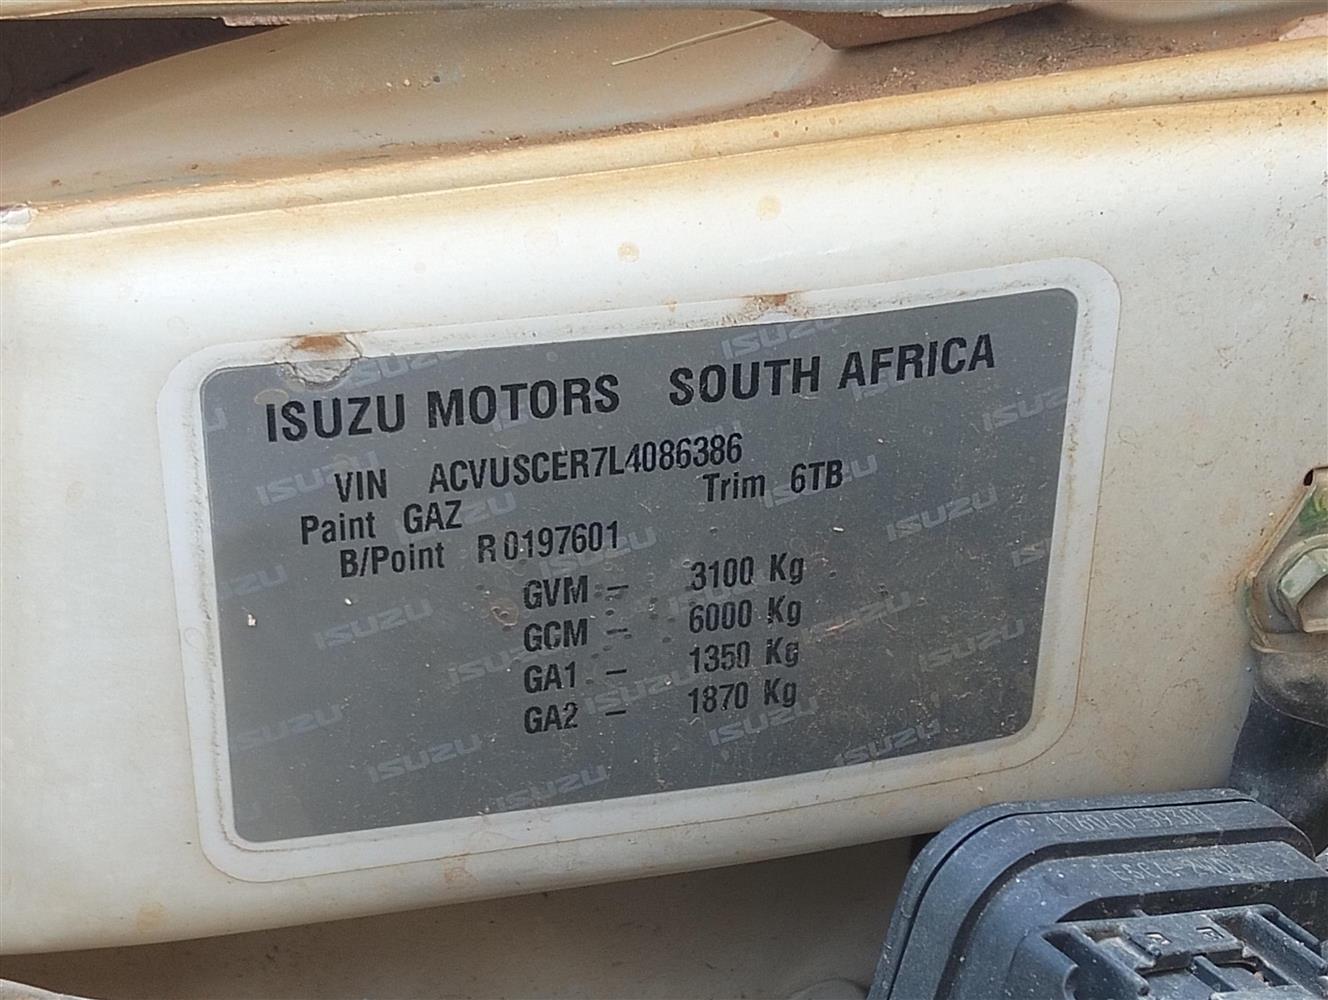 ISUZU MOTORS SOUTH AFRICA
VIN ACVUSCER7L4086386
Paint GAZ Trim 6TB
B/Point R0197601
GVM - 3100 Kg
GCM - 6000 Kg
GA1 - 1350 Kg
GA2 - 1870 Kg